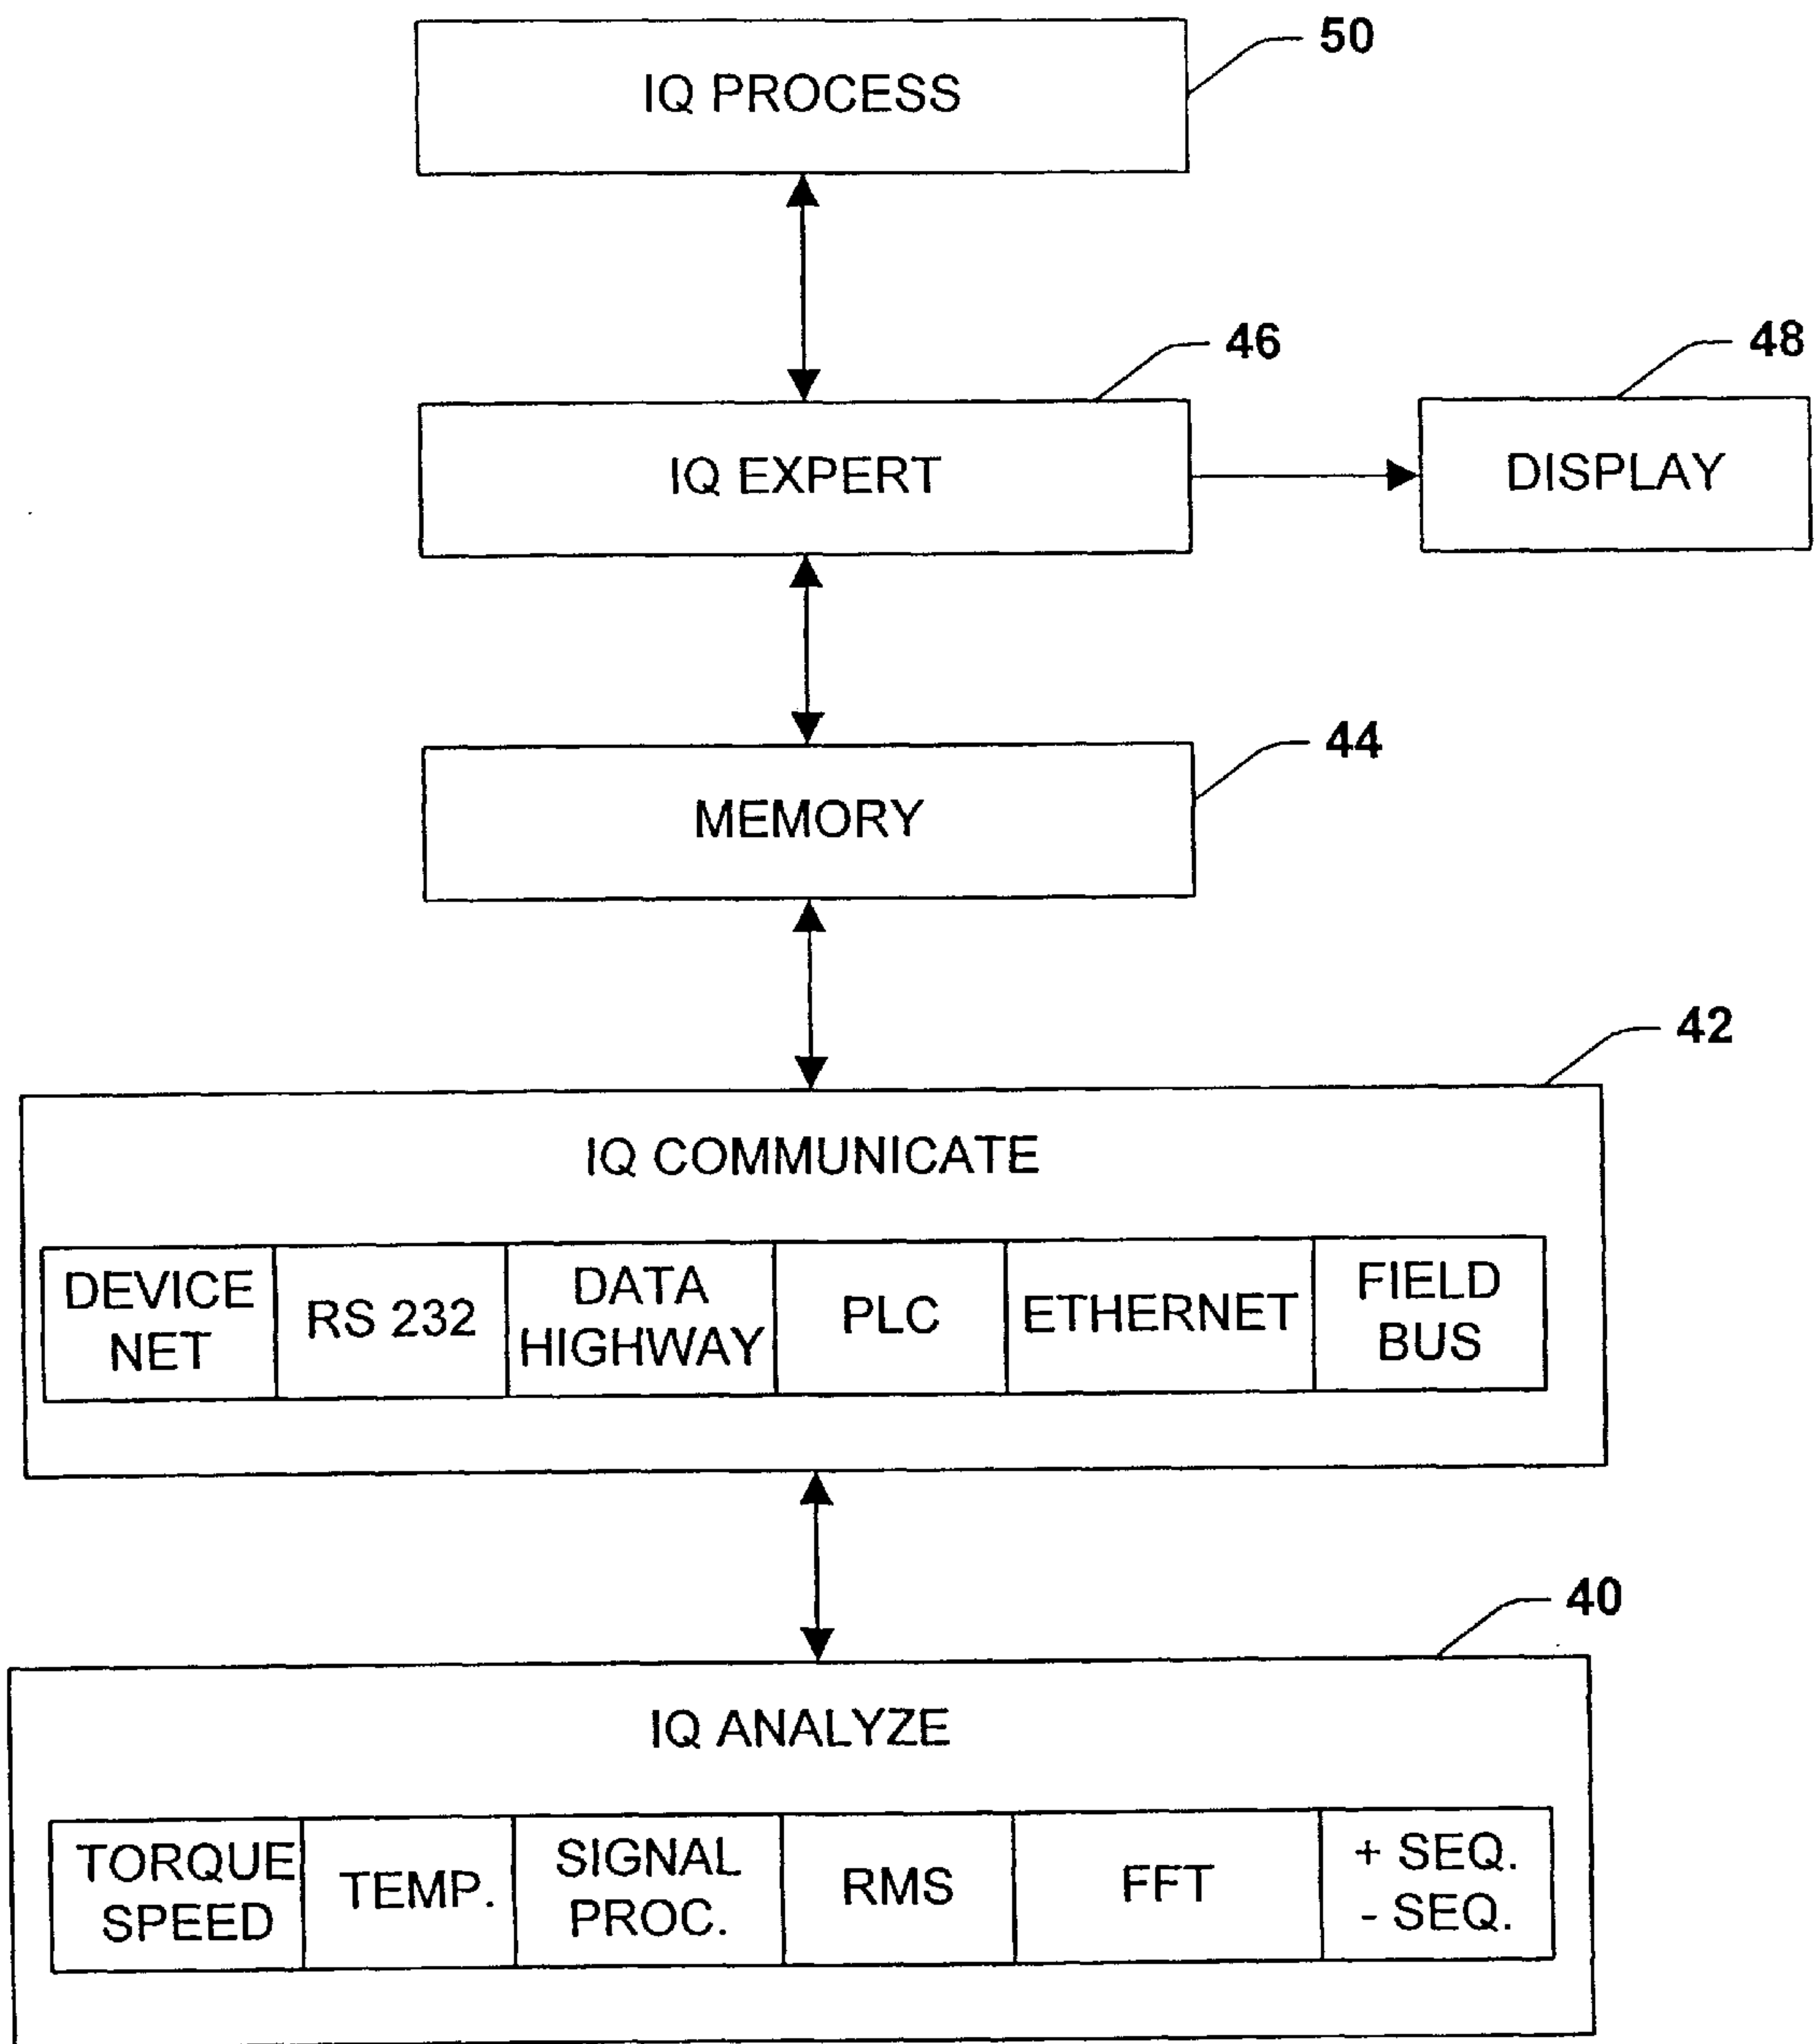 50
IQ PROCESS
46
48
IQ EXPERT
DISPLAY
44
MEMORY
42
IQ COMMUNICATE
DEVICE
NET
RS 232
DATA
HIGHWAY
PLC
ETHERNET
FIELD
BUS
40
IQ ANALYZE
TORQUE
SPEED
TEMP.
SIGNAL
PROC.
RMS
FFT
+ SEQ.
- SEQ.